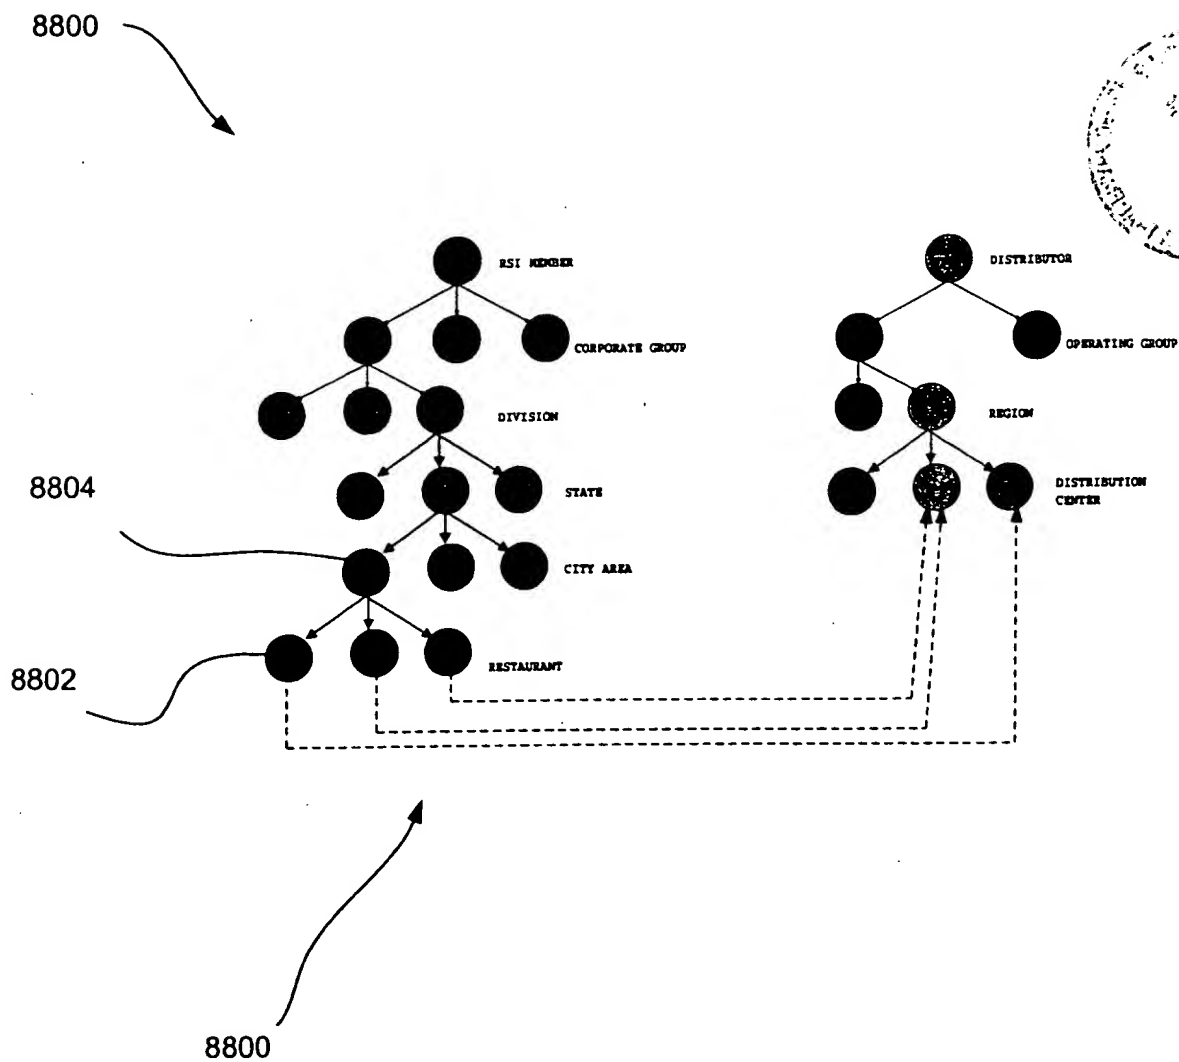 8800
RSI MEMBER
DISTRIBUTOR
CORPORATE GROUP
OPERATING GROUP
DIVISION
REGION
8804
STATE
DISTRIBUTION
CENTER
CITY AREA
8802
RESTAURANT
8800